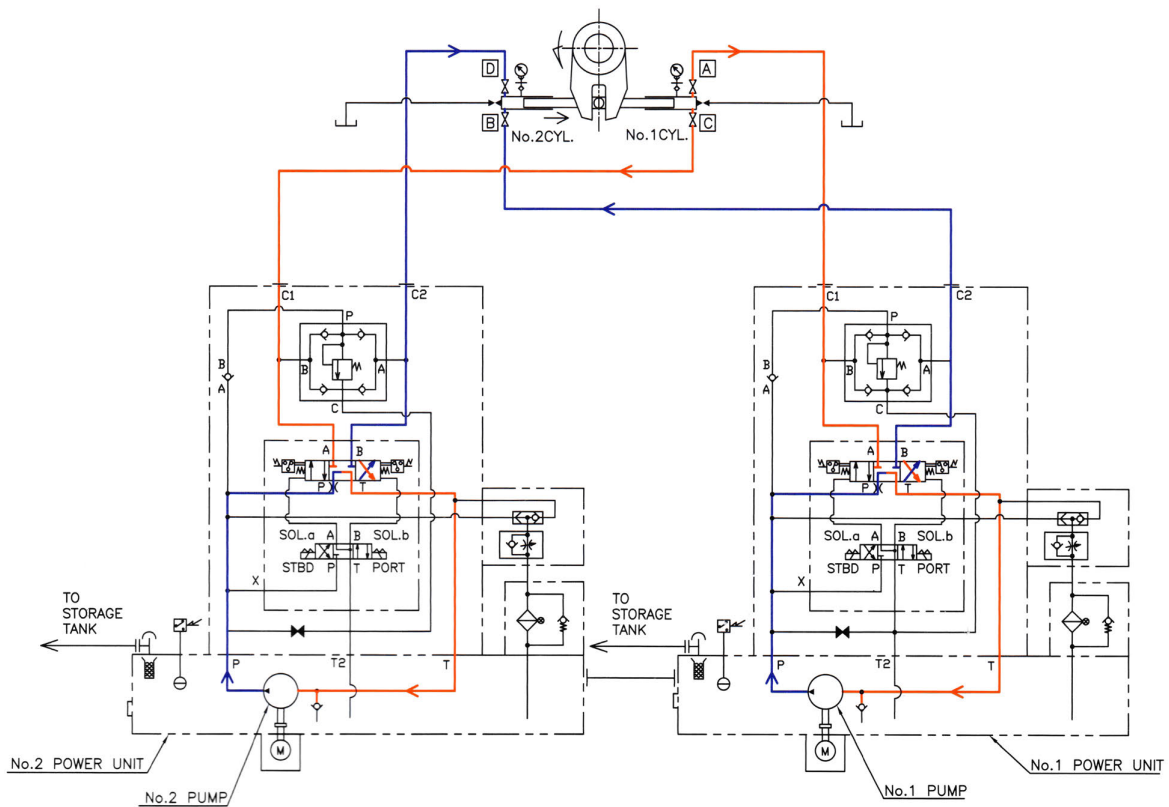 D
A
B
C
No.2CYL.
No.1CYL.
C1
C2
P
B
A
B
A
C
A
B
P
T
SOL.a
A
B
SOL.b
STBD
P
T
PORT
X
TO
STORAGE
TANK
P
T2
T
M
No.2 POWER UNIT
No.2 PUMP
C1
C2
P
B
A
B
A
C
A
B
P
T
SOL.a
A
B
SOL.b
STBD
P
T
PORT
X
TO
STORAGE
TANK
P
T2
T
M
No.1 POWER UNIT
No.1 PUMP